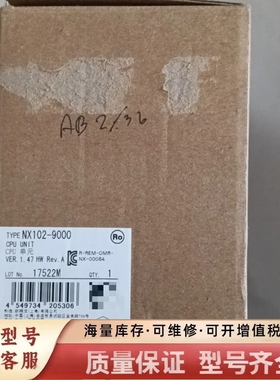 AB 2/36
TYPE NX102-9000
CPU UNIT
CPU 单元
VER. 1.47 HW Rev. A
R-REM-OMR-
NX-00064
LOT No. 17522M
QTY. 1
4 549734 205306
型号
客服
海量库存·可维修·可开增值税
质量保证 型号齐全